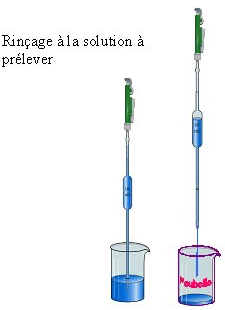 Rinçage à la solution à
prélever
Poubelle